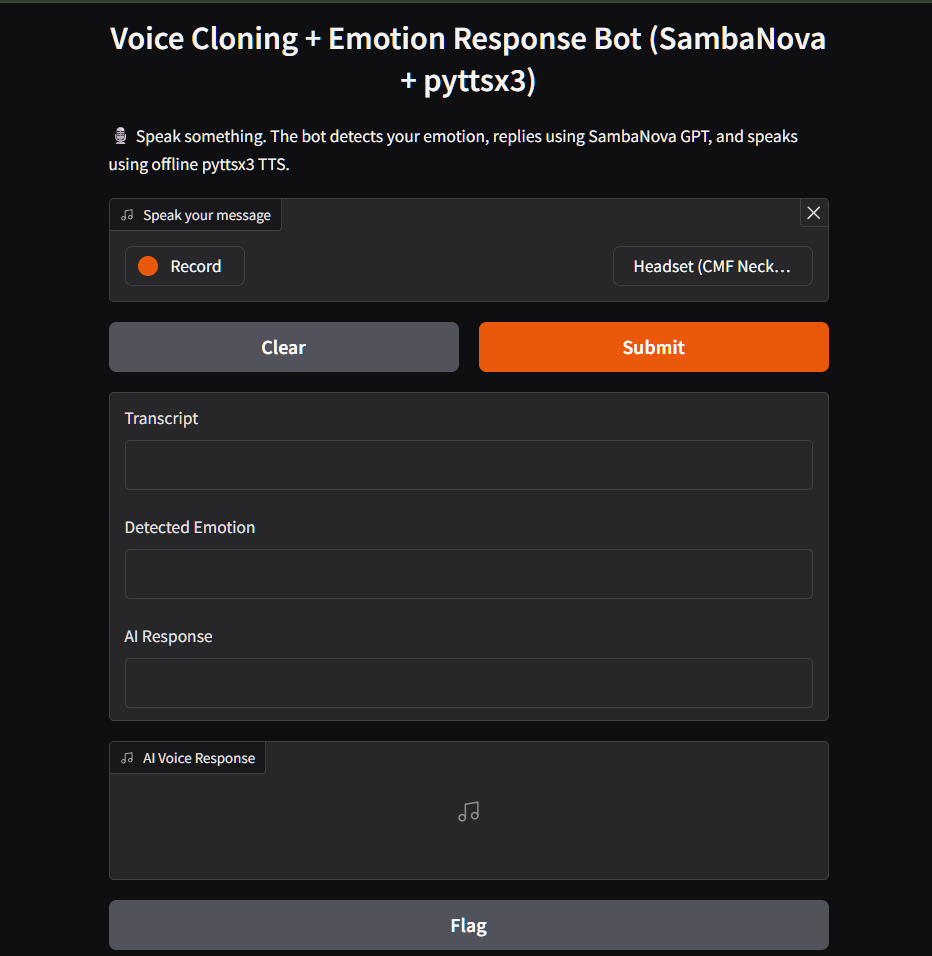 Voice Cloning + Emotion Response Bot (SambaNova
+ pyttsx3)
🎙 Speak something. The bot detects your emotion, replies using SambaNova GPT, and speaks
using offline pyttsx3 TTS.
Speak your message
Record
Headset (CMF Neck...
Clear
Submit
Transcript
Detected Emotion
AI Response
AI Voice Response
Flag